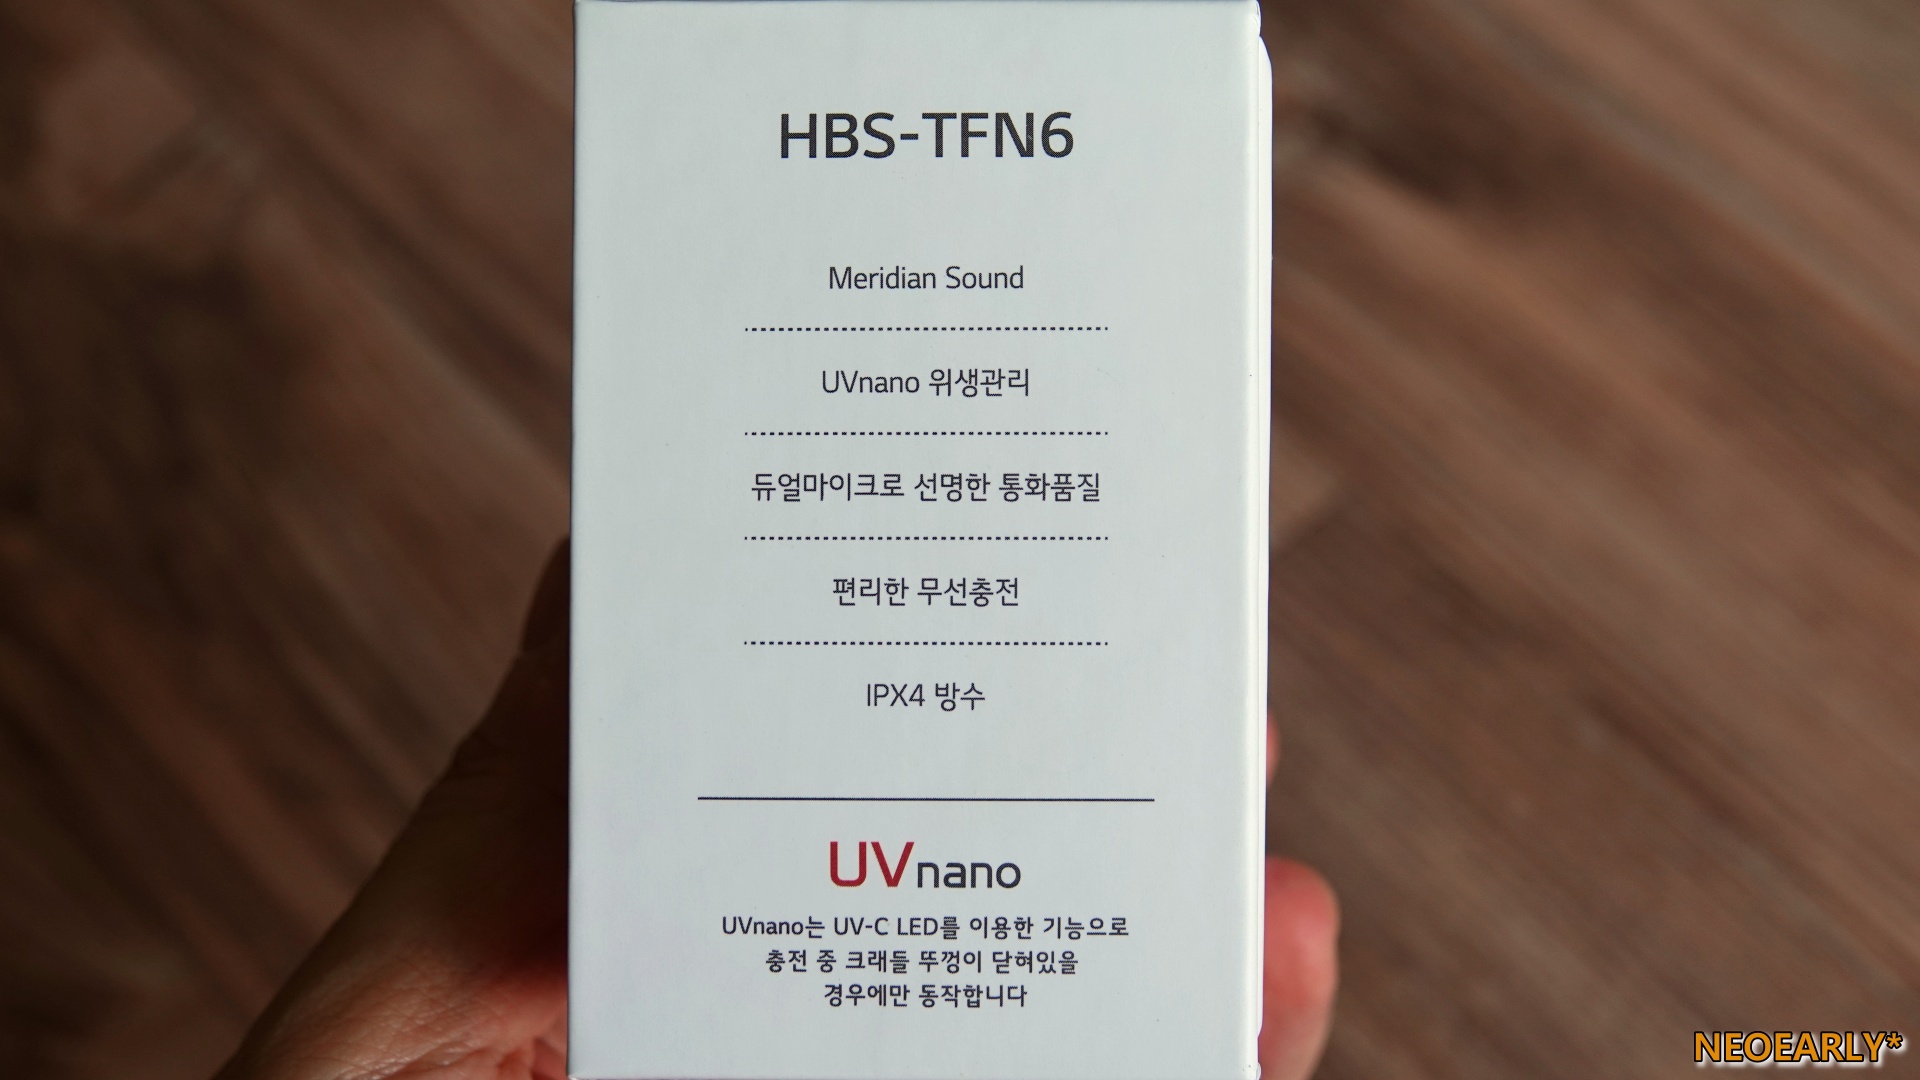 HBS-TFN6
Meridian Sound
UVnano 위생관리
듀얼마이크로 선명한 통화품질
편리한 무선충전
IPX4 방수
UVnano
UVnano는 UV-C LED를 이용한 기능으로
충전 중 크래들 뚜껑이 닫혀있을
경우에만 동작합니다
NEOEARLY*